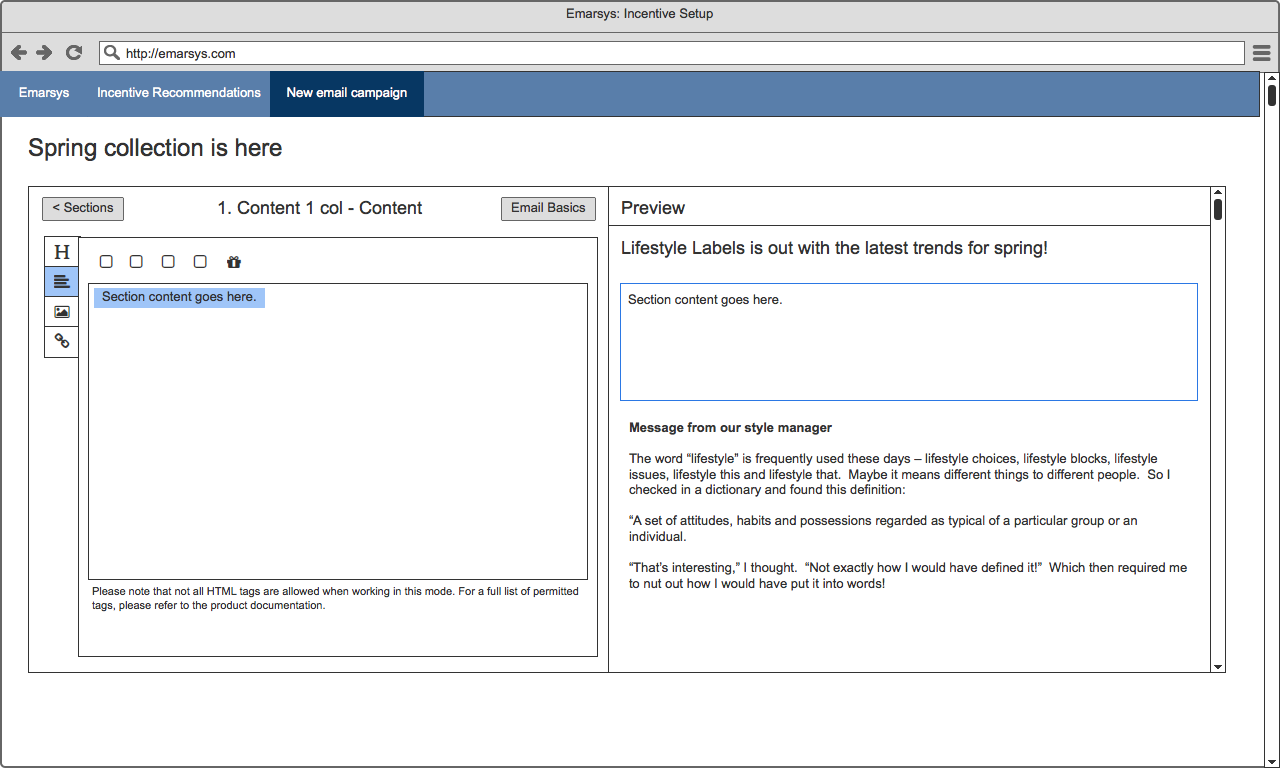 Emarsys: Incentive Setup
http://emarsys.com
Emarsys Incentive Recommendations New email campaign
Spring collection is here
< Sections 1. Content 1 col - Content Email Basics
H
Section content goes here.
Please note that not all HTML tags are allowed when working in this mode. For a full list of permitted
tags, please refer to the product documentation.
Preview
Lifestyle Labels is out with the latest trends for spring!
Section content goes here.
Message from our style manager
The word “lifestyle” is frequently used these days – lifestyle choices, lifestyle blocks, lifestyle
issues, lifestyle this and lifestyle that.  Maybe it means different things to different people.  So I
checked in a dictionary and found this definition:
“A set of attitudes, habits and possessions regarded as typical of a particular group or an
individual.
“That’s interesting,” I thought.  “Not exactly how I would have defined it!”  Which then required me
to nut out how I would have put it into words!